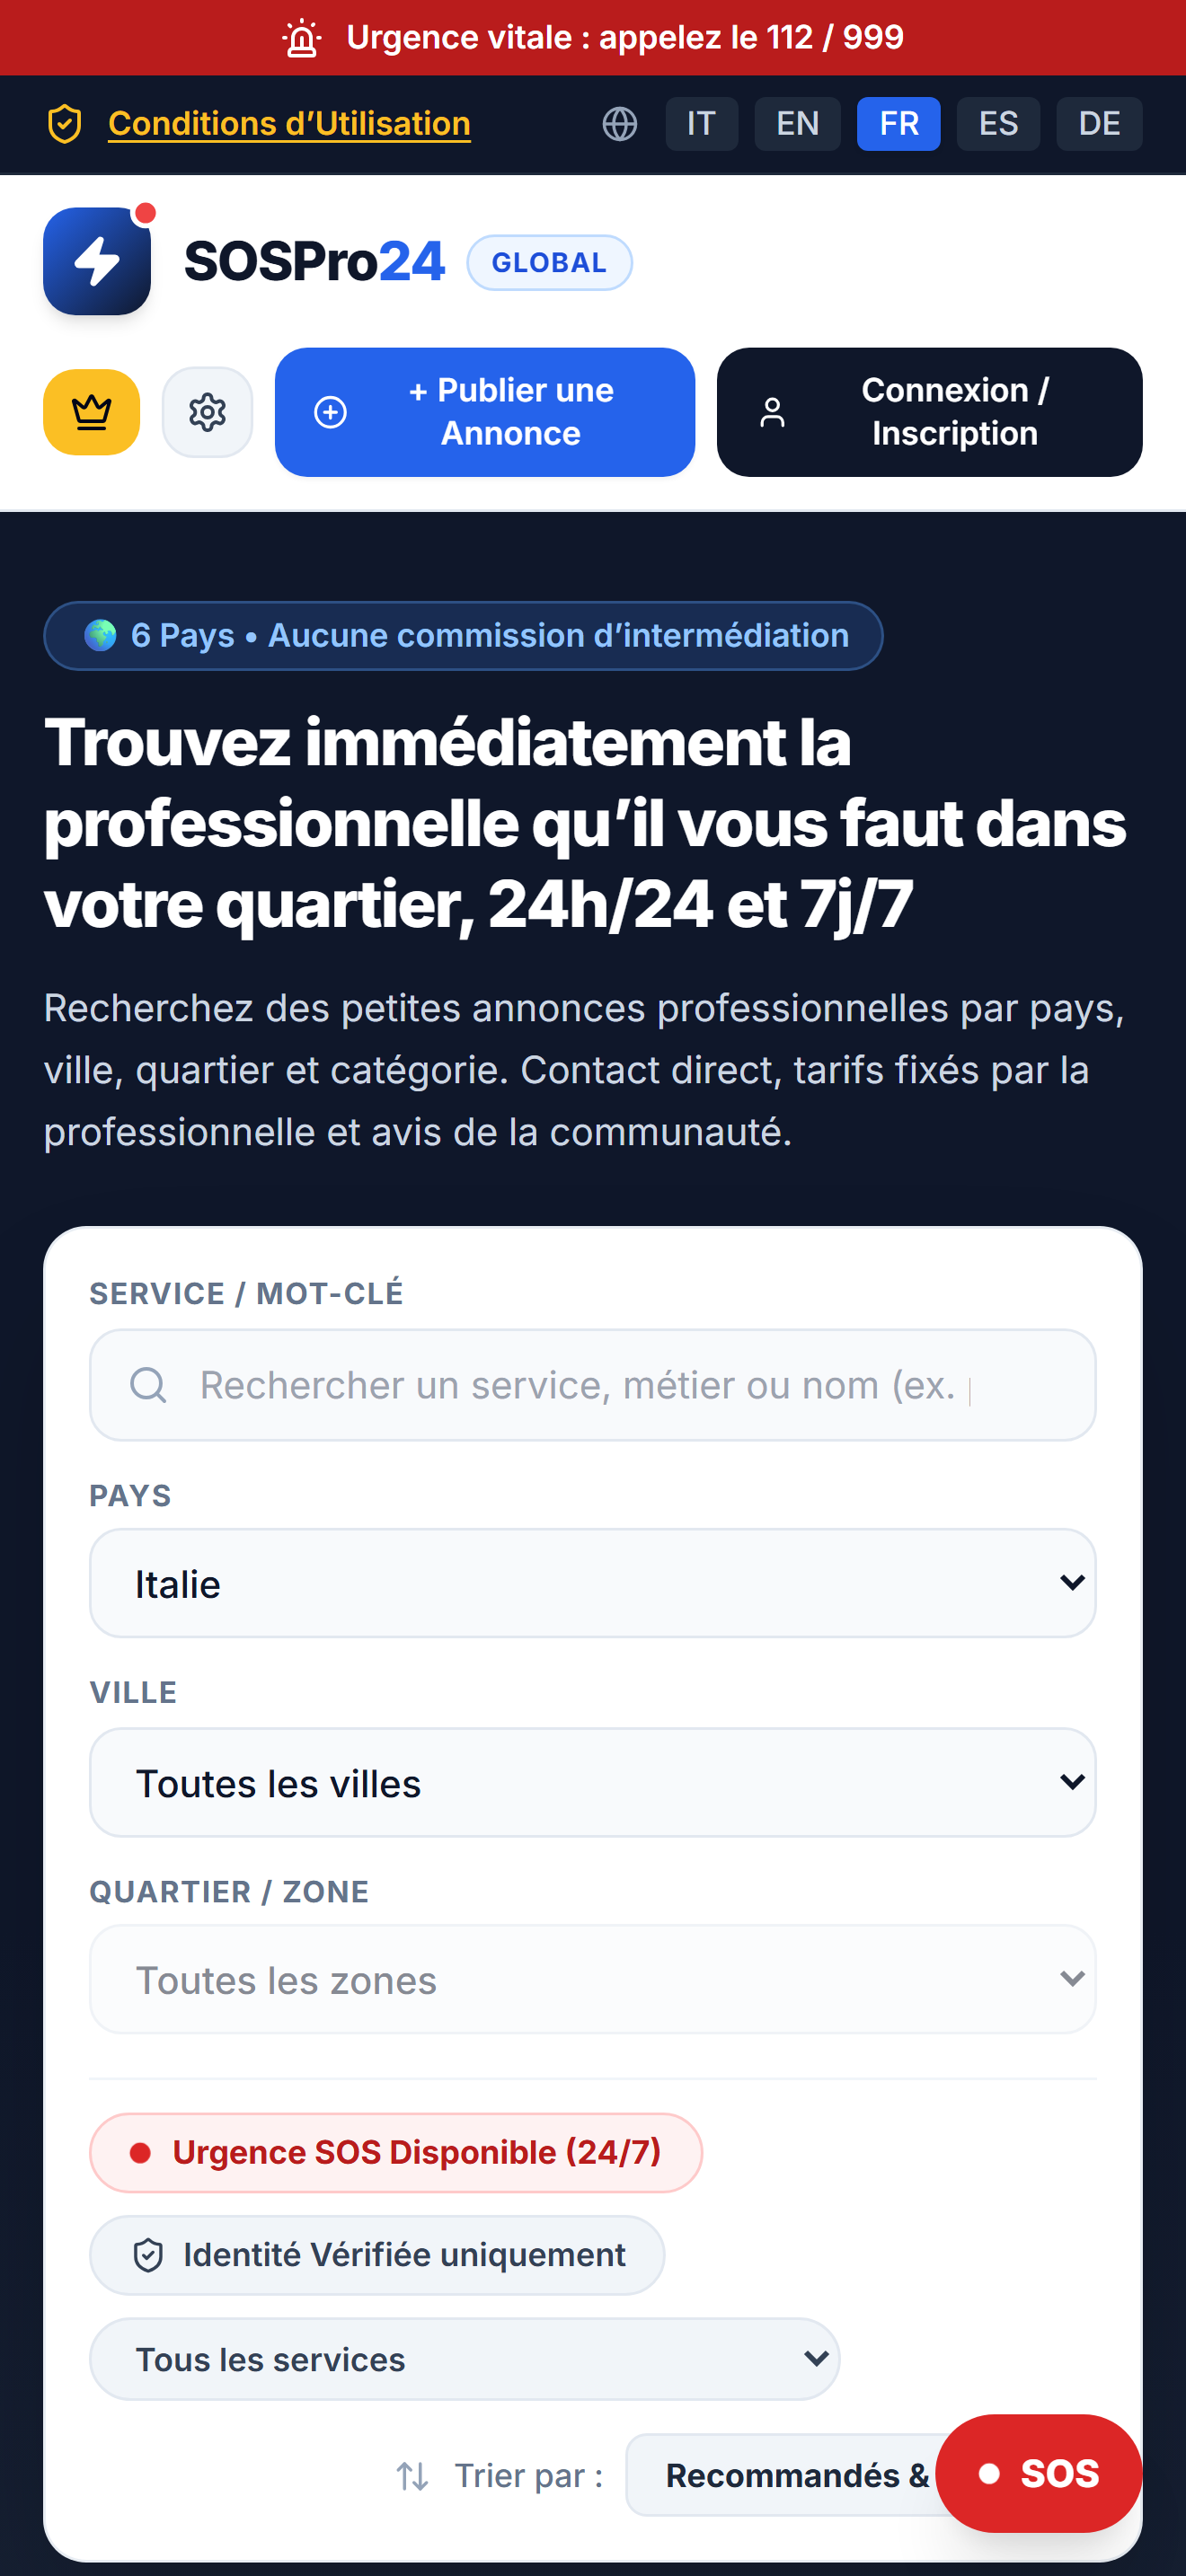 Urgence vitale : appelez le 112 / 999
Conditions d’Utilisation
IT
EN
FR
ES
DE
SOSPro24
GLOBAL
+ Publier une
Annonce
Connexion /
Inscription
6 Pays • Aucune commission d’intermédiation
Trouvez immédiatement la
professionnelle qu’il vous faut dans
votre quartier, 24h/24 et 7j/7
Recherchez des petites annonces professionnelles par pays,
ville, quartier et catégorie. Contact direct, tarifs fixés par la
professionnelle et avis de la communauté.
SERVICE / MOT-CLÉ
Rechercher un service, métier ou nom (ex.
PAYS
Italie
VILLE
Toutes les villes
QUARTIER / ZONE
Toutes les zones
Urgence SOS Disponible (24/7)
Identité Vérifiée uniquement
Tous les services
Trier par :
Recommandés &
SOS